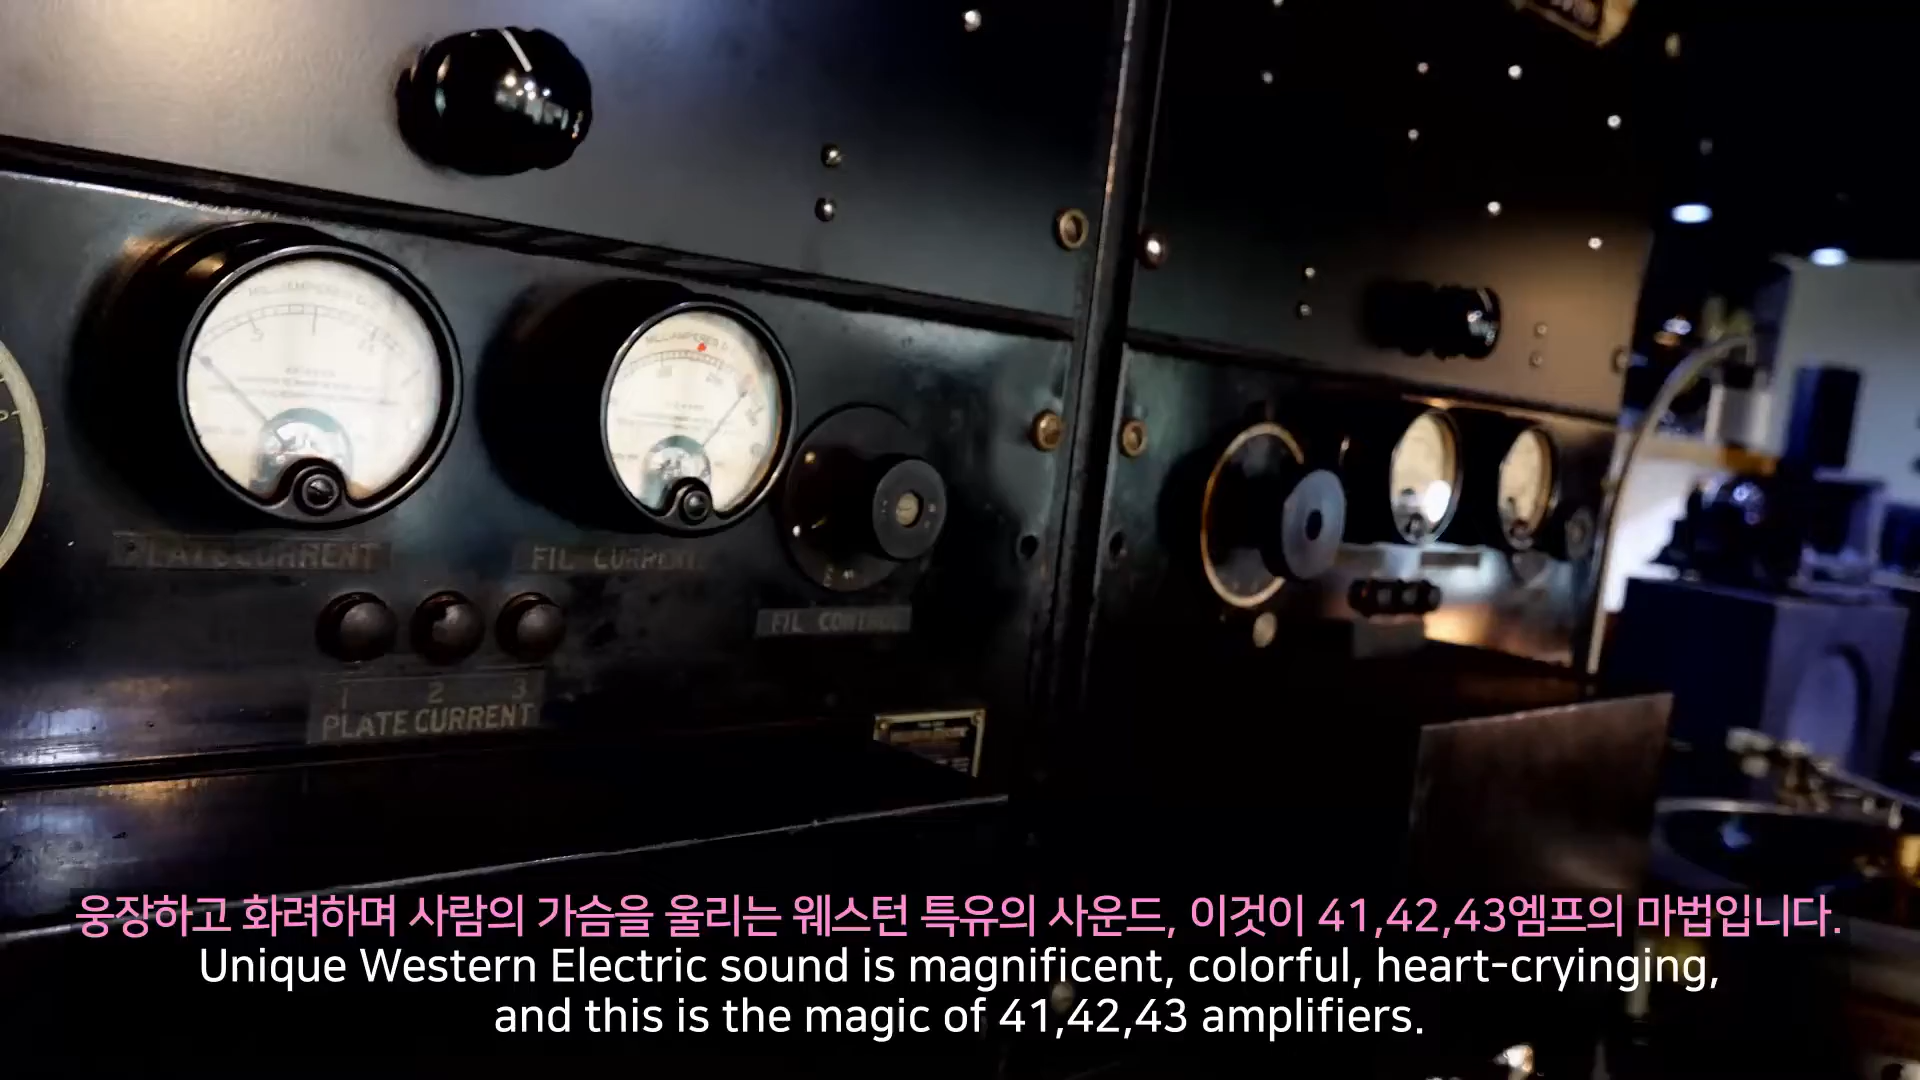 PLATE CURRENT
FIL CURRENT
FIL CONTROL
1 2 3
PLATE CURRENT
웅장하고 화려하며 사람의 가슴을 울리는 웨스턴 특유의 사운드, 이것이 41,42,43엠프의 마법입니다.
Unique Western Electric sound is magnificent, colorful, heart-cryinging,
and this is the magic of 41,42,43 amplifiers.